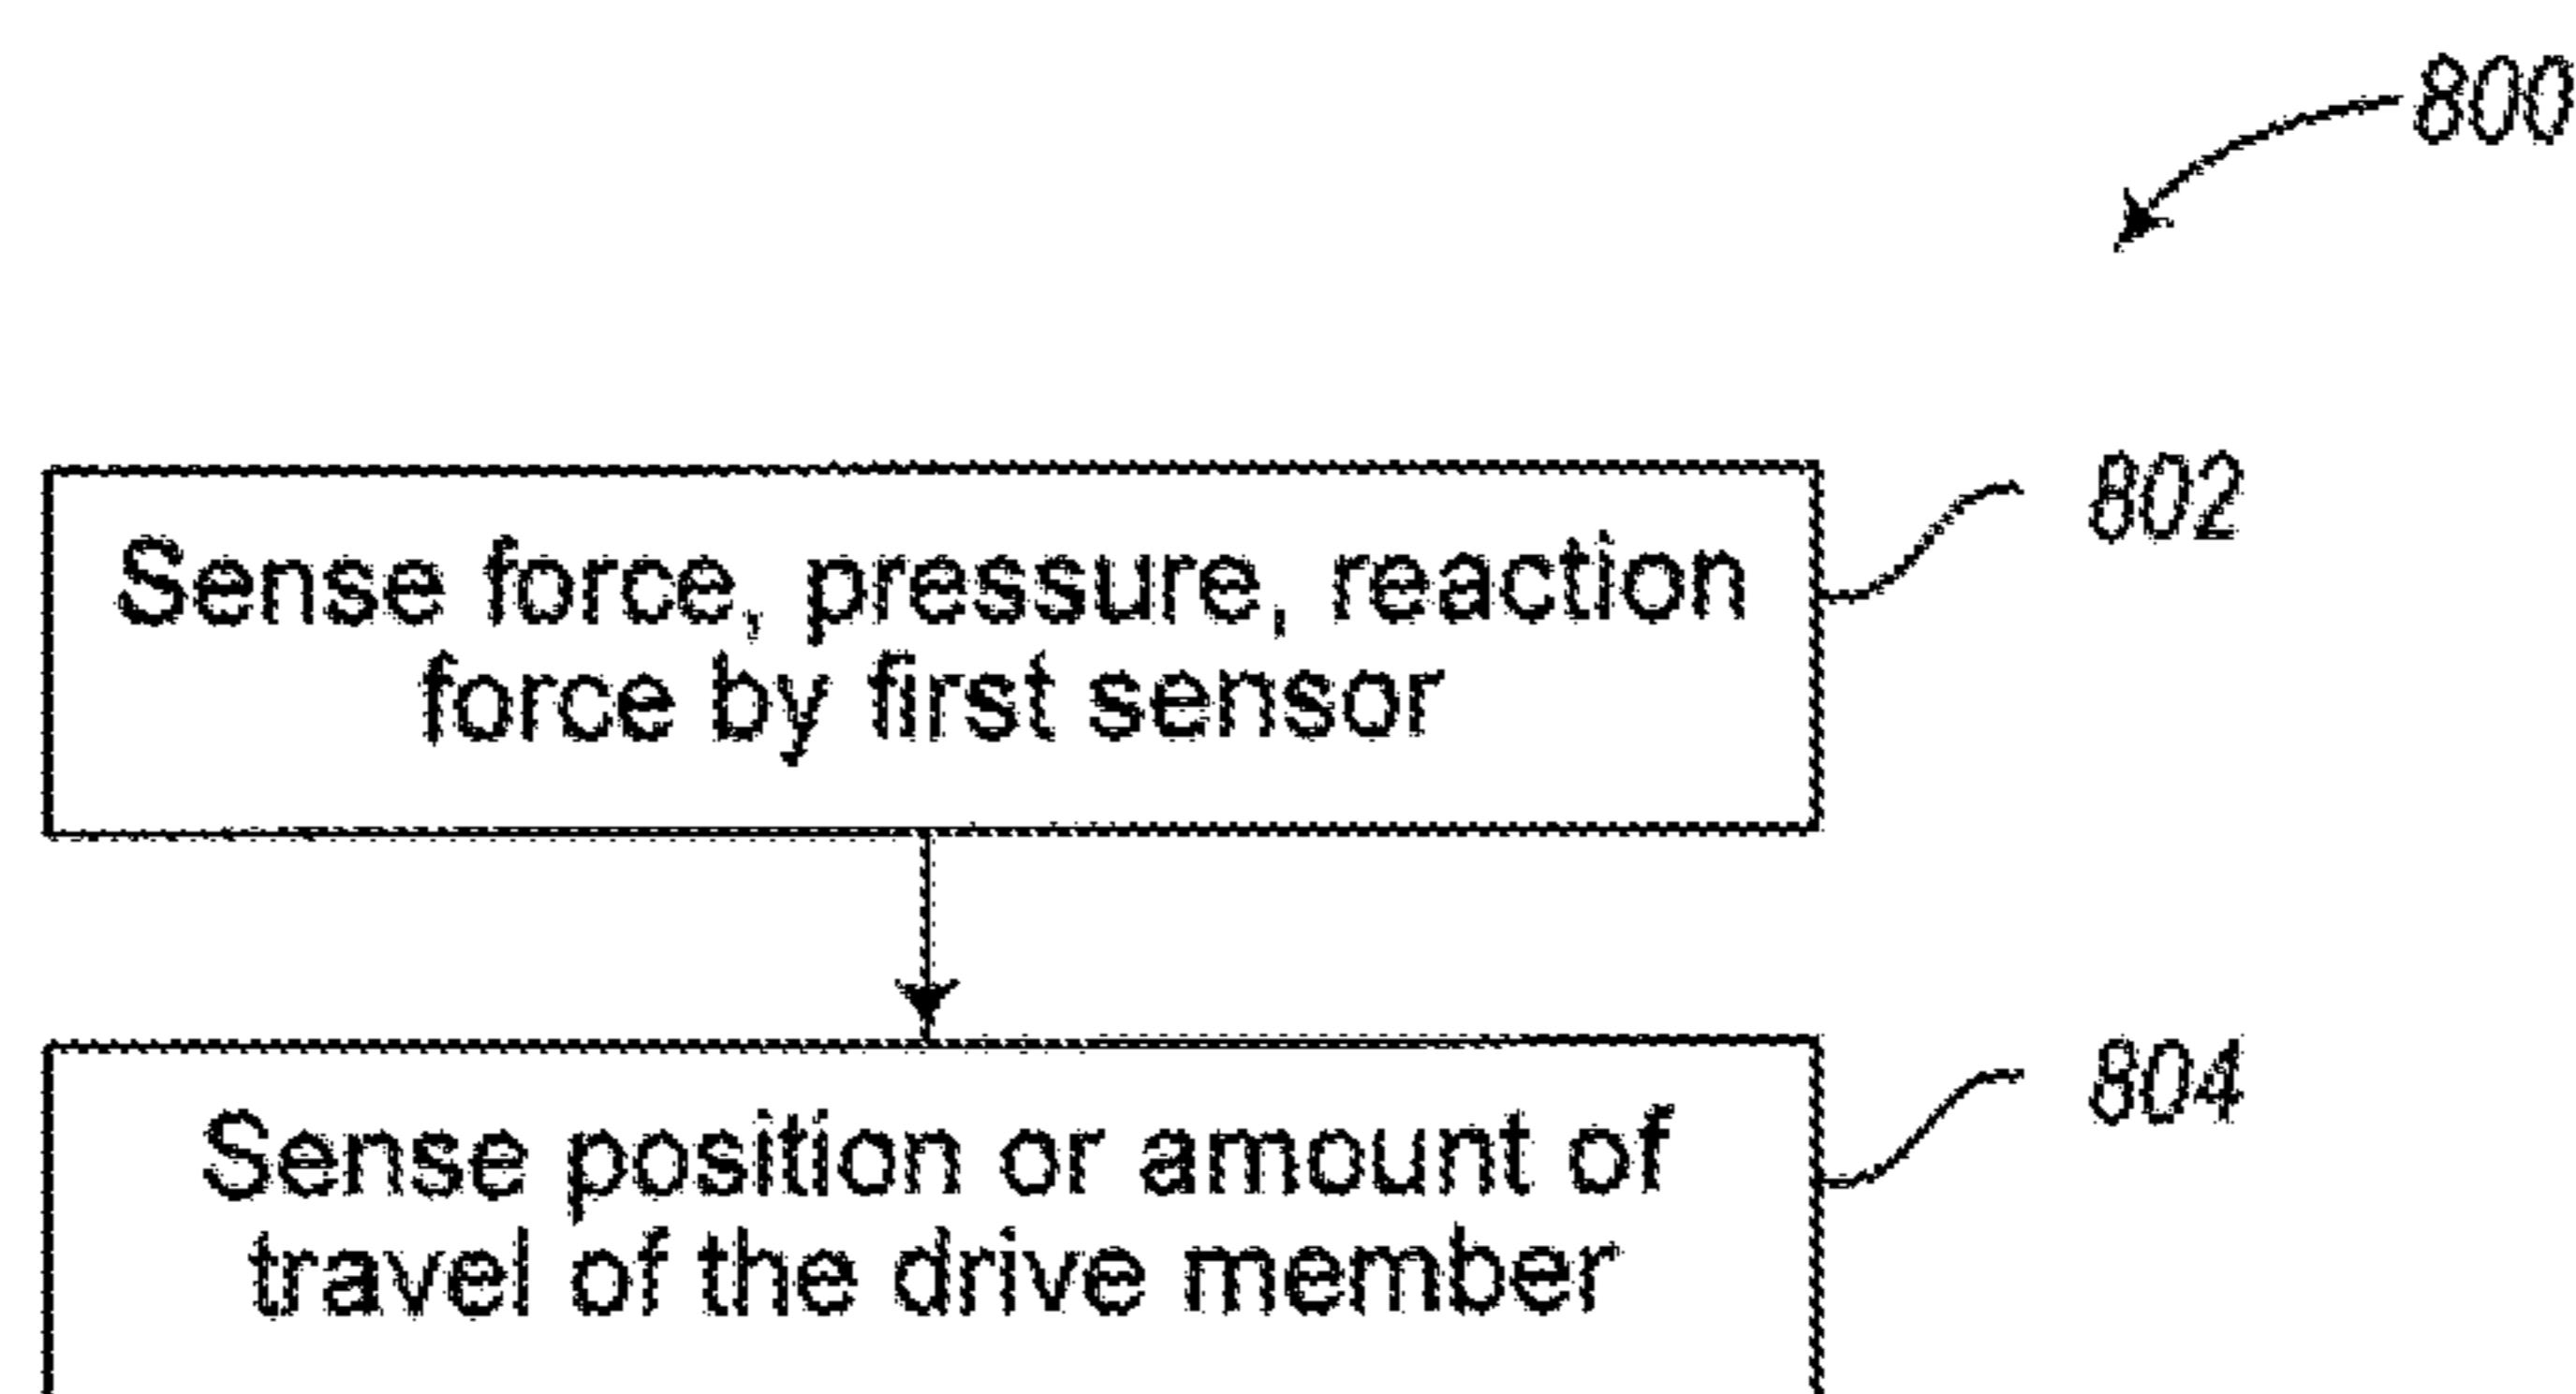 800
Sense force, pressure, reaction
force by first sensor
802
Sense position or amount of
travel of the drive member
804